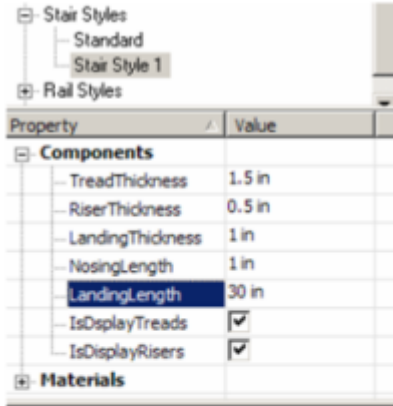 Stair Styles
Standard
Stair Style 1
Rail Styles
Property Value
Components
TreadThickness 1.5 in
RiserThickness 0.5 in
LandingThickness 1 in
NosingLength 1 in
LandingLength 30 in
IsDsplayTreads
IsDisplayRisers
Materials